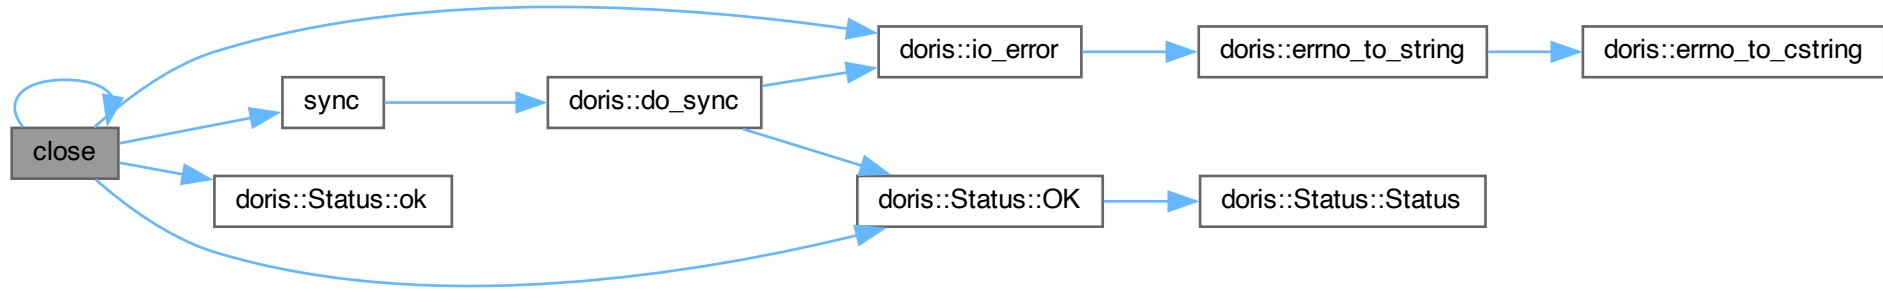 close
sync
doris::Status::ok
doris::do_sync
doris::io_error
doris::Status::OK
doris::errno_to_string
doris::Status::Status
doris::errno_to_cstring